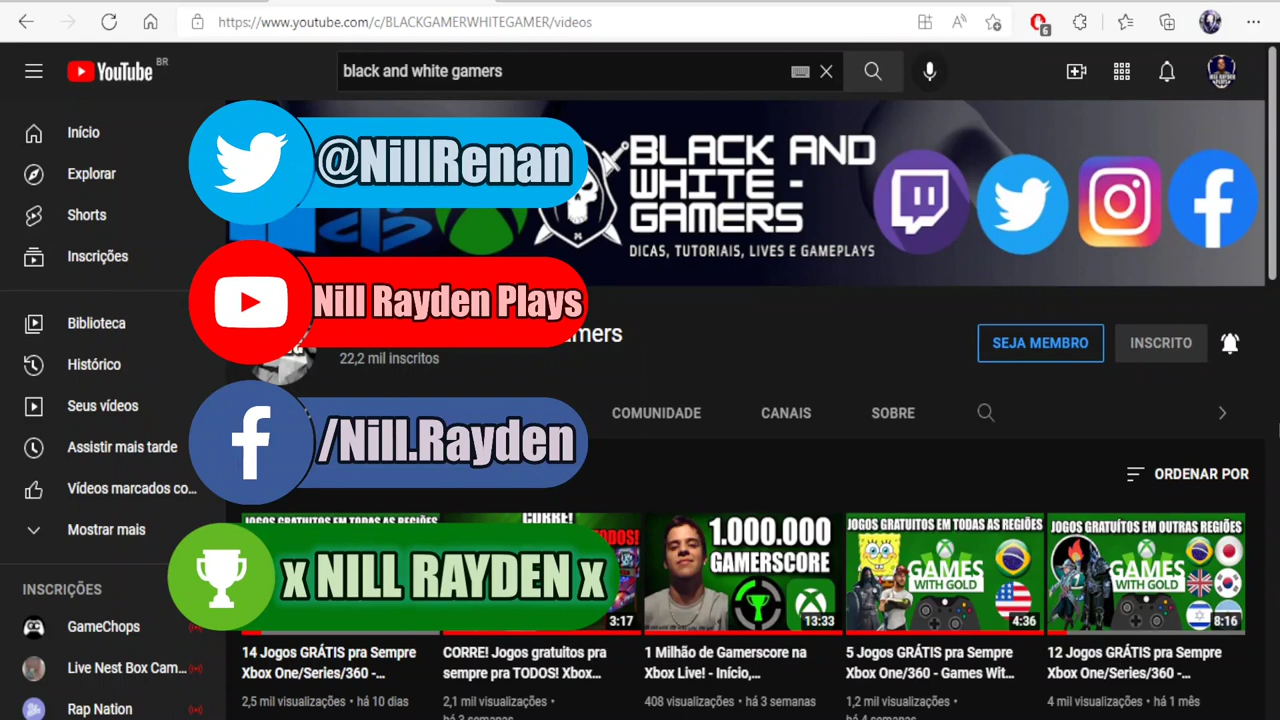 https://www.youtube.com/c/BLACKGAMERWHITEGAMER/videos
6
YouTube BR
black and white gamers
Início
Explorar
Shorts
Inscrições
Biblioteca
Histórico
Seus vídeos
Assistir mais tarde
Vídeos marcados co...
Mostrar mais
INSCRIÇÕES
GameChops
Live Nest Box Cam...
Rap Nation
@NillRenan
Nill Rayden Plays
/Nill.Rayden
x NILL RAYDEN x
BLACK AND
WHITE -
GAMERS
DICAS, TUTORIAIS, LIVES E GAMEPLAYS
22,2 mil inscritos
SEJA MEMBRO
INSCRITO
COMUNIDADE
CANAIS
SOBRE
ORDENAR POR
JOGOS GRATUITOS EM TODAS AS REGIÕES
14 Jogos GRÁTIS pra Sempre
Xbox One/Series/360 -...
2,5 mil visualizações • há 10 dias
CORRE!
3:17
CORRE! Jogos gratuitos pra
sempre pra TODOS! Xbox...
2,1 mil visualizações •
há 3 semanas
1.000.000
GAMERSCORE
13:33
1 Milhão de Gamerscore na
Xbox Live! - Início,...
408 visualizações • há 3 semanas
JOGOS GRATUITOS EM TODAS AS REGIÕES
GAMES
WITH GOLD
4:36
5 Jogos GRÁTIS pra Sempre
Xbox One/360 - Games Wit...
1,2 mil visualizações •
há 4 semanas
JOGOS GRATUÍTOS EM OUTRAS REGIÕES
GAMES
WITH GOLD
8:16
12 Jogos GRÁTIS pra Sempre
Xbox One/Series/360 -...
4 mil visualizações • há 1 mês